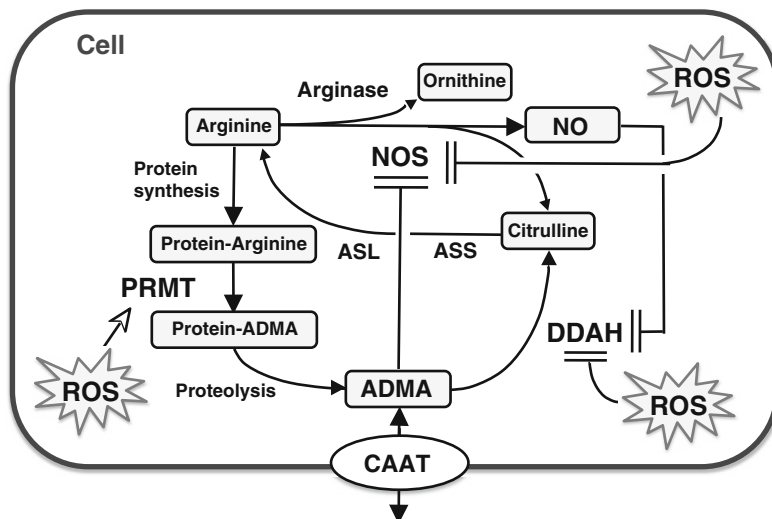 Cell
ROS
Ornithine
Arginase
Arginine
NO
NOS
Protein
synthesis
Citrulline
Protein-Arginine
ASL
ASS
PRMT
Protein-ADMA
DDAH
ROS
Proteolysis
ADMA
ROS
CAAT